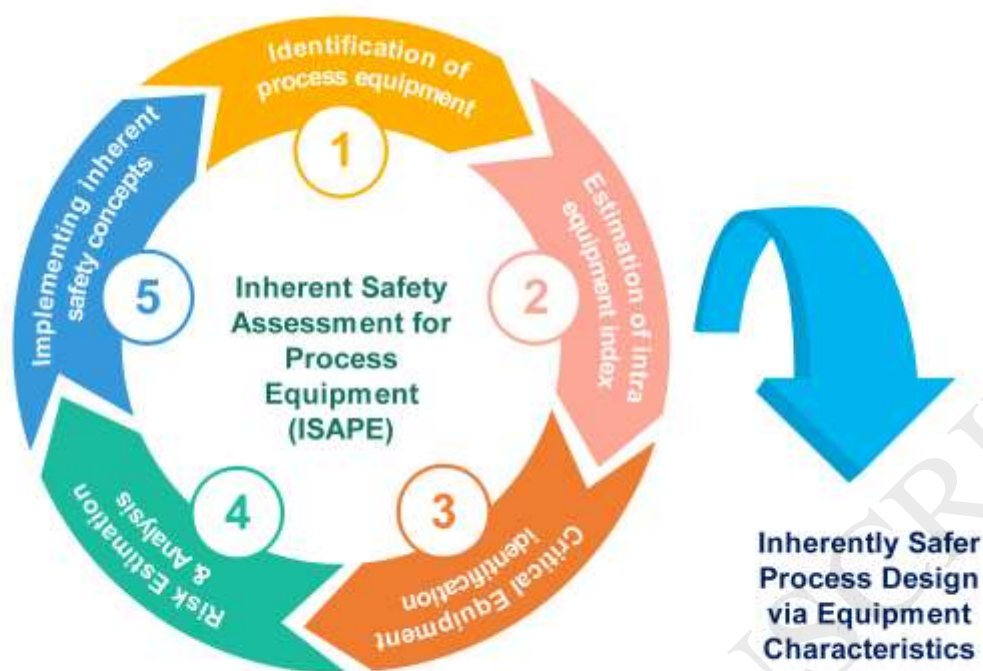 Identification of
process equipment
1
Estimation of intra
equipment index
2
Critical Equipment
identification
3
Risk Estimation
& Analysis
4
Implementing inherent
safety concepts
5
Inherent Safety
Assessment for
Process
Equipment
(ISAPE)
Inherently Safer
Process Design
via Equipment
Characteristics